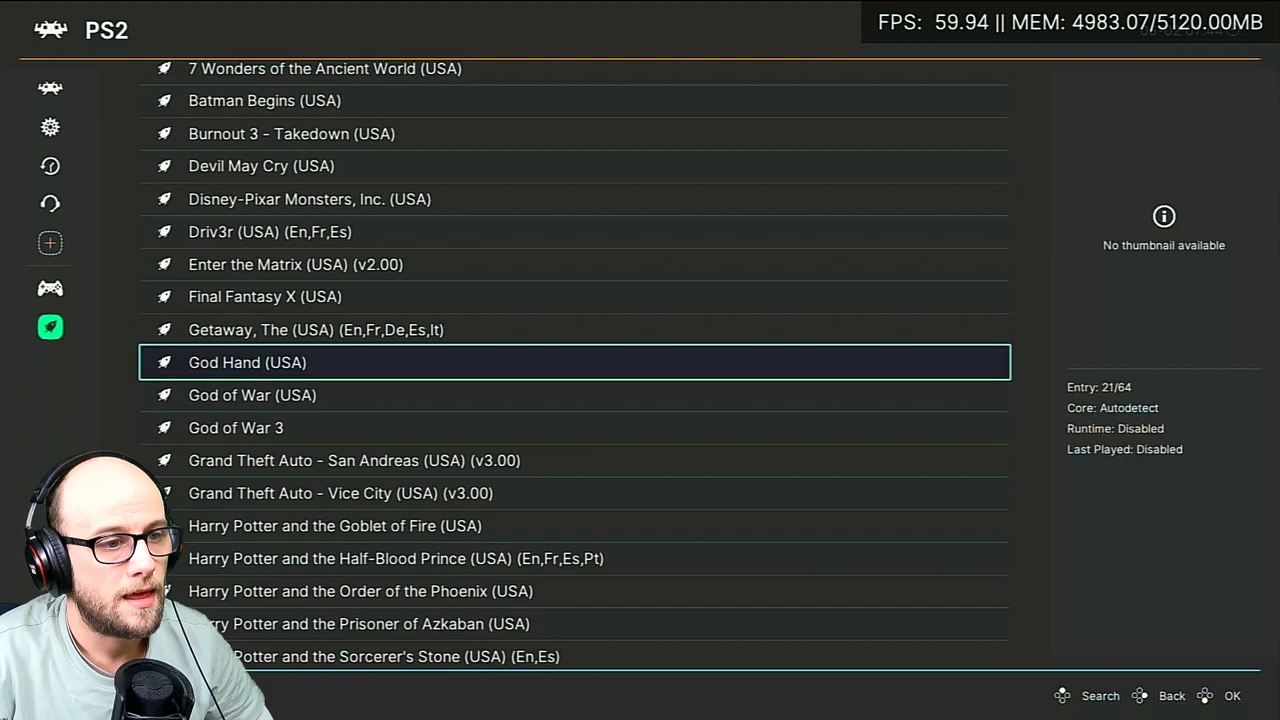 PS2
FPS: 59.94 || MEM: 4983.07/5120.00MB
7 Wonders of the Ancient World (USA)
Batman Begins (USA)
Burnout 3 - Takedown (USA)
Devil May Cry (USA)
Disney-Pixar Monsters, Inc. (USA)
Driv3r (USA) (En,Fr,Es)
Enter the Matrix (USA) (v2.00)
Final Fantasy X (USA)
Getaway, The (USA) (En,Fr,De,Es,It)
God Hand (USA)
God of War (USA)
God of War 3
Grand Theft Auto - San Andreas (USA) (v3.00)
Grand Theft Auto - Vice City (USA) (v3.00)
Harry Potter and the Goblet of Fire (USA)
Harry Potter and the Half-Blood Prince (USA) (En,Fr,Es,Pt)
Harry Potter and the Order of the Phoenix (USA)
Potter and the Prisoner of Azkaban (USA)
Potter and the Sorcerer's Stone (USA) (En,Es)
No thumbnail available
Entry: 21/64
Core: Autodetect
Runtime: Disabled
Last Played: Disabled
Search
Back
OK